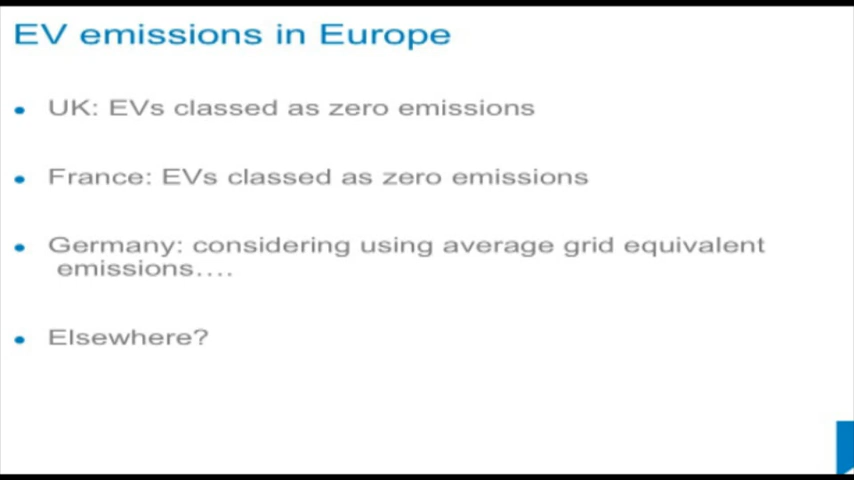 EV emissions in Europe
UK: EVs classed as zero emissions
France: EVs classed as zero emissions
Germany: considering using average grid equivalent
emissions....
Elsewhere?